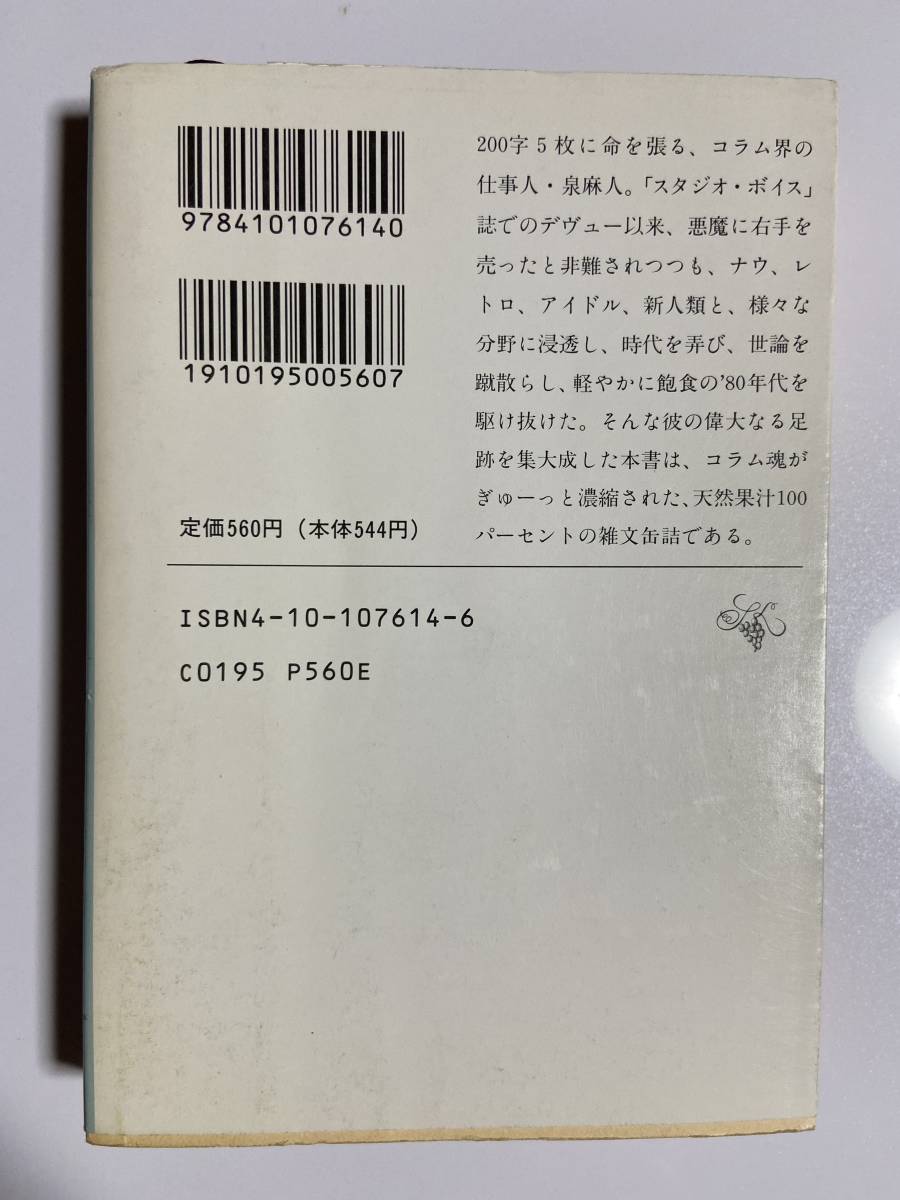 9784101076140
1910195005607
定価560円（本体544円）
200字5枚に命を張る、コラム界の
仕事人・泉麻人。「スタジオ・ボイス」
誌でのデヴュー以来、悪魔に右手を
売ったと非難されつつも、ナウ、レ
トロ、アイドル、新人類と、様々な
分野に浸透し、時代を弄び、世論を
蹴散らし、軽やかに飽食の'80年代を
駆け抜けた。そんな彼の偉大なる足
跡を集大成した本書は、コラム魂が
ぎゅーっと濃縮された、天然果汁100
パーセントの雑文缶詰である。
ISBN4-10-107614-6
C0195 P560E
SK